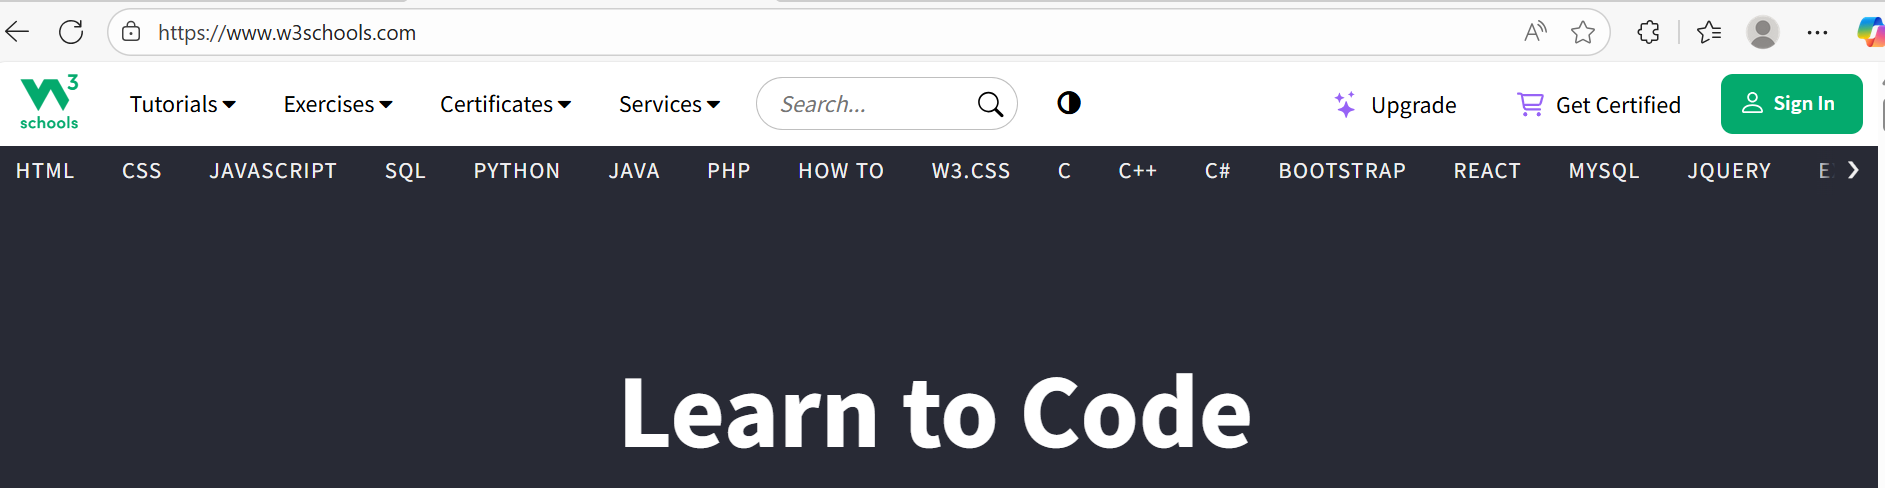 https://www.w3schools.com
W3 schools
Tutorials Exercises Certificates Services Search... Upgrade Get Certified Sign In
HTML CSS JAVASCRIPT SQL PYTHON JAVA PHP HOW TO W3.CSS C C++ C# BOOTSTRAP REACT MYSQL JQUERY
Learn to Code